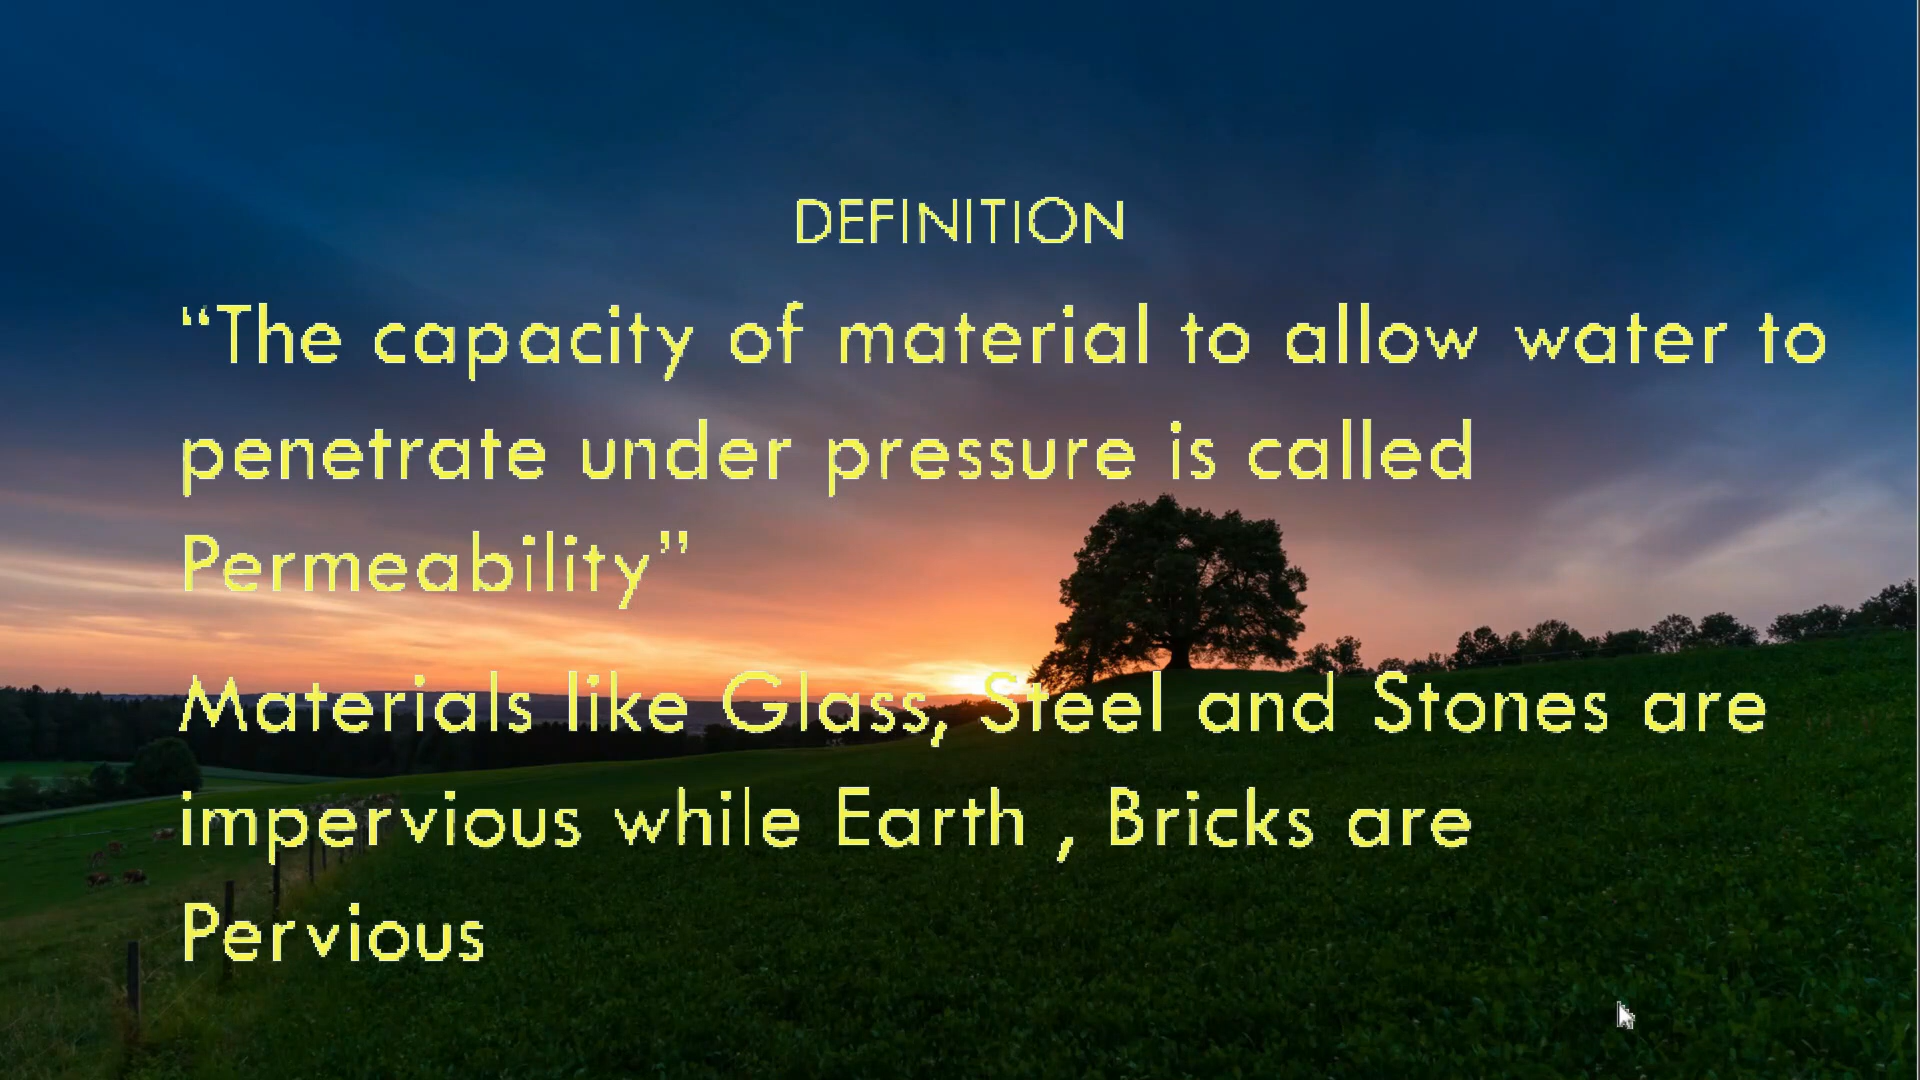 DEFINITION
“The capacity of material to allow water to
penetrate under pressure is called
Permeability”
Materials like Glass, Steel and Stones are
impervious while Earth , Bricks are
Pervious